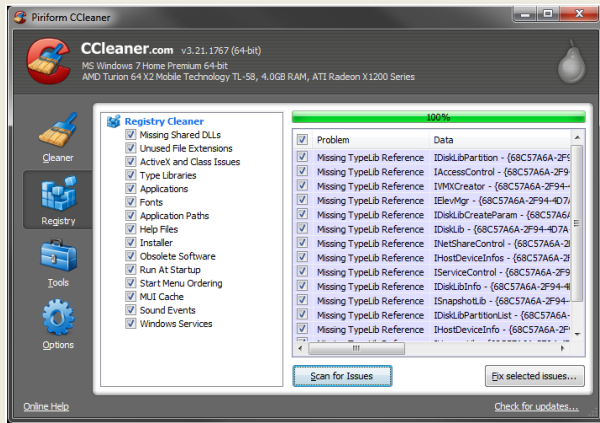 Piriform CCleaner
CCleaner.com v3.21.1767 (64-bit)
MS Windows 7 Home Premium 64-bit
AMD Turion 64 X2 Mobile Technology TL-58, 4.0GB RAM, ATI Radeon X1200 Series
Cleaner
Registry
Tools
Options
Registry Cleaner
Missing Shared DLLs
Unused File Extensions
ActiveX and Class Issues
Type Libraries
Applications
Fonts
Application Paths
Help Files
Installer
Obsolete Software
Run At Startup
Start Menu Ordering
MUI Cache
Sound Events
Windows Services
100%
Problem Data
Missing TypeLib Reference IDiskLibPartition - {68C57A6A-2F9
Missing TypeLib Reference IAccessControl - {68C57A6A-2F94-
Missing TypeLib Reference IVMXCreator - {68C57A6A-2F94-4
Missing TypeLib Reference IElevMgr - {68C57A6A-2F94-4D7A
Missing TypeLib Reference IDiskLibCreateParam - {68C57A6A
Missing TypeLib Reference IDiskLib - {68C57A6A-2F94-4D7A-
Missing TypeLib Reference INetShareControl - {68C57A6A-2F
Missing TypeLib Reference IHostDeviceInfos - {68C57A6A-2F
Missing TypeLib Reference IServiceControl - {68C57A6A-2F9
Missing TypeLib Reference IDiskLibInfo - {68C57A6A-2F94-4
Missing TypeLib Reference ISnapshotLib - {68C57A6A-2F94-
Missing TypeLib Reference IDiskLibPartitionList - {68C57A6A
Missing TypeLib Reference IHostDeviceInfo - {68C57A6A-2F
Scan for Issues
Fix selected issues...
Online Help
Check for updates...